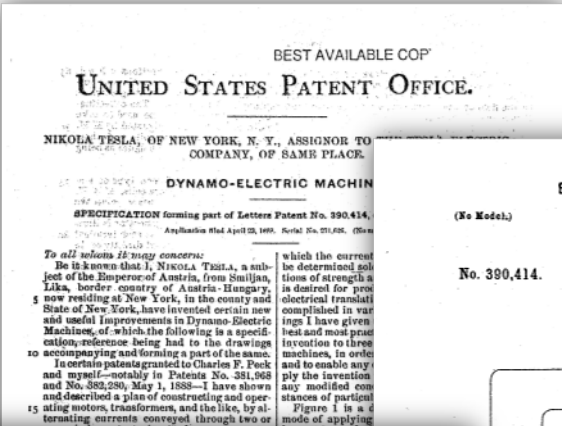 BEST AVAILABLE COP
UNITED STATES PATENT OFFICE.
NIKOLA TESLA, OF NEW YORK, N. Y., ASSIGNOR TO
COMPANY, OF SAME PLACE.
DYNAMO-ELECTRIC MACHIN
SPECIFICATION forming part of Letters Patent No. 390,414,
Application filed April 23, 1888. Serial No.
To all whom it may concern:
Be it known that I, NIKOLA TESLA, a sub-
ject of the Emperor of Austria, from Smiljan,
Lika, border country of Austria-Hungary,
5 now residing at New York, in the county and
State of New York, have invented certain new
and useful Improvements in Dynamo-Electric
Machines, of which the following is a specifi-
cation, reference being had to the drawings
10 accompanying and forming a part of the same.
In certain patents granted to Charles F. Peck
and myself—notably in Patents No. 381,968
and No. 382,280, May 1, 1888—I have shown
and described a plan of constructing and oper-
15 ating motors, transformers, and the like, by al-
ternating currents conveyed through two or
which the current
be determined sol
tions of strength a
is desired for pro
electrical translati
complished in var
ings I have given
best and most prac
invention to three
machines, in orde
and to enable any
ply the invention
any modified con
stances of particul
Figure 1 is a d
mode of applying
(No Model.)
No. 390,414.